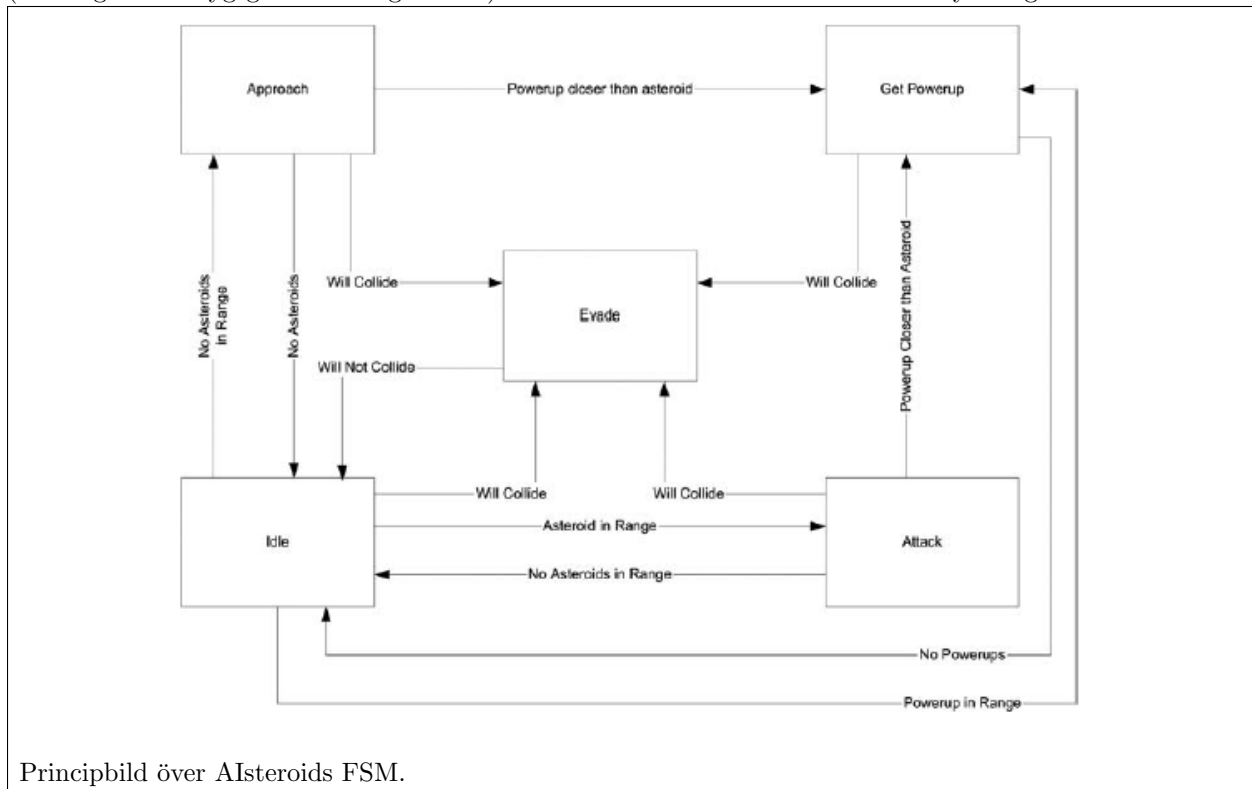 Approach
Powerup closer than asteroid
Get Powerup
No Asteroids
in Range
No Asteroids
Will Collide
Will Collide
Powerup Closer than Asteroid
Evade
Will Not Collide
Will Collide
Will Collide
Idle
Asteroid in Range
Attack
No Asteroids in Range
No Powerups
Powerup in Range
Principbild över AIsteroids FSM.